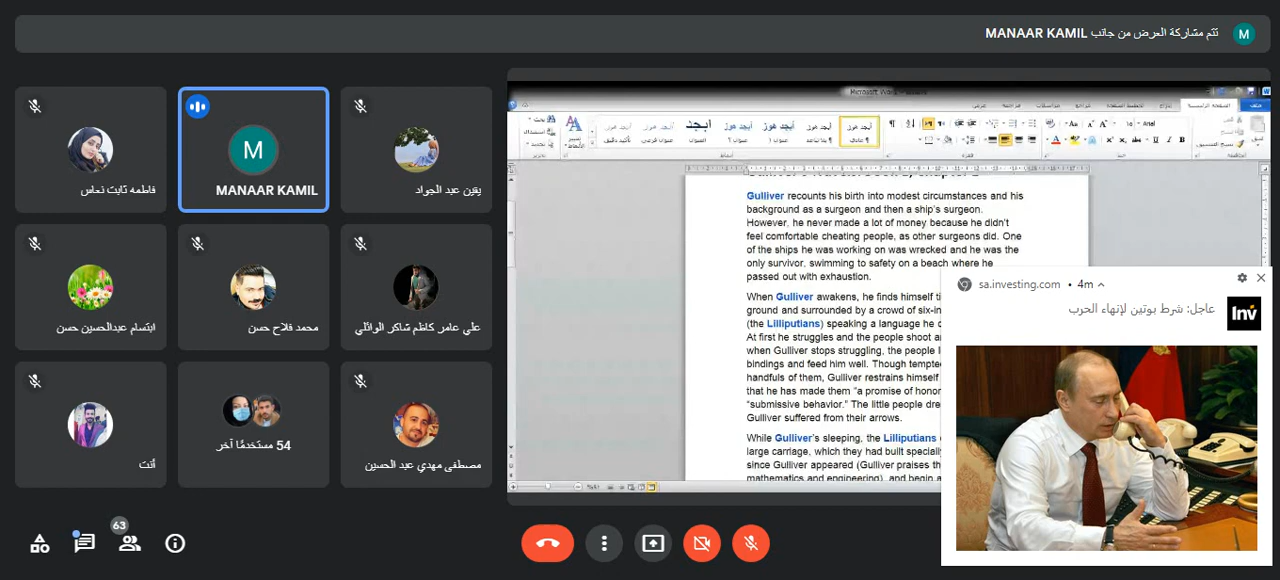 تتم مشاركة العرض من جانب MANAAR KAMIL
M
فاطمه ثابت نماس
M
MANAAR KAMIL
يقين عبد الجواد
ابتسام عبدالحسين حسن
محمد فلاح حسن
علي عامر كاظم شاكر الوائلي
أنت
54 مستخدمًا آخر
مصطفى مهدي عبد الحسين
63
Microsoft Word
Arial
Gulliver recounts his birth into modest circumstances and his
background as a surgeon and then a ship's surgeon.
However, he never made a lot of money because he didn't
feel comfortable cheating people, as other surgeons did. One
of the ships he was working on was wrecked and he was the
only survivor, swimming to safety on a beach where he
passed out with exhaustion.
When Gulliver awakens, he finds himself
ground and surrounded by a crowd of
(the Lilliputians) speaking a language he
At first he struggles and the people shoot
when Gulliver stops struggling, the people
bindings and feed him well. Though
handfuls of them, Gulliver restrains himself
that he has made them "a promise of
"submissive behavior." The little people
Gulliver suffered from their arrows.
While Gulliver's sleeping, the Lilliputians
large carriage, which they had built
since Gulliver appeared (Gulliver praises
mathematics and engineering), and begin
sa.investing.com • 4m
عاجل: شرط بوتين لإنهاء الحرب
Inv